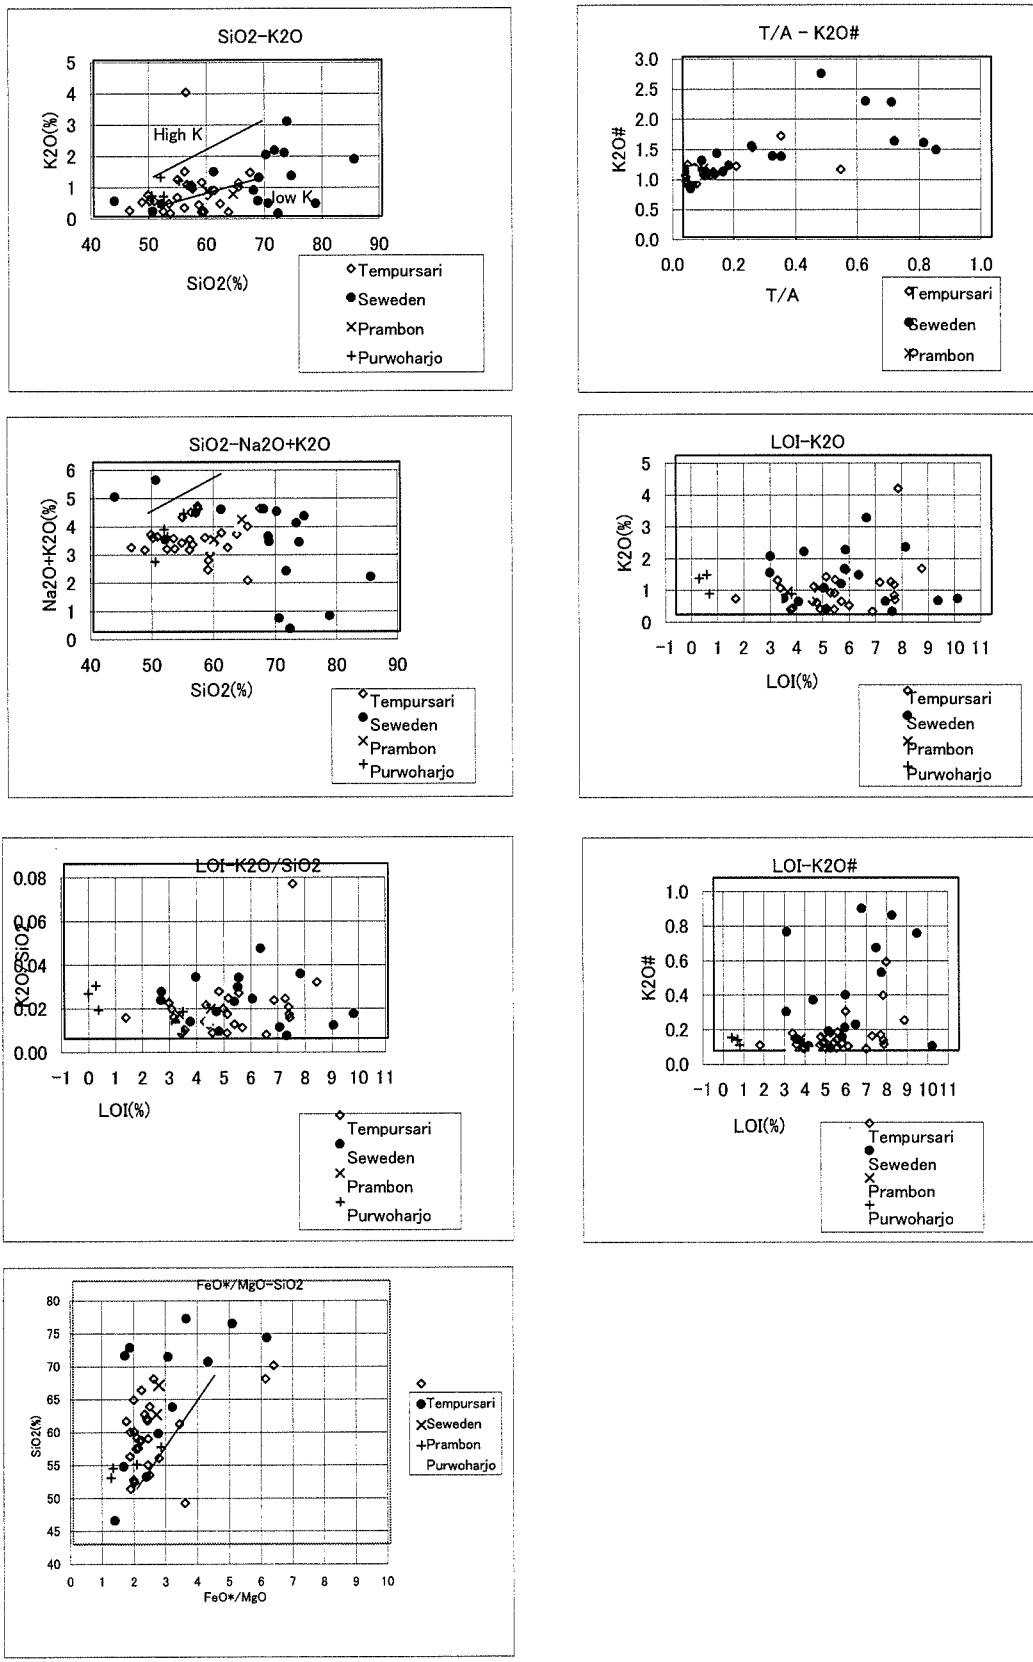 SiO2-K2O
5
4
3
2
1
0
K2O(%)
High K
low K
40 50 60 70 80 90
SiO2(%)
Tempursari
Seweden
Prambon
Purwoharjo
T/A - K2O#
3.0
2.5
2.0
1.5
1.0
0.5
0.0
K2O#
0.0 0.2 0.4 0.6 0.8 1.0
T/A
Tempursari
Seweden
Prambon
SiO2-Na2O+K2O
6
5
4
3
2
1
0
Na2O+K2O(%)
40 50 60 70 80 90
SiO2(%)
Tempursari
Seweden
Prambon
Purwoharjo
LOI-K2O
5
4
3
2
1
0
K2O(%)
-1 0 1 2 3 4 5 6 7 8 9 10 11
LOI(%)
Tempursari
Seweden
Prambon
Purwoharjo
LOI-K2O/SiO2
0.08
0.06
0.04
0.02
0.00
K2O/SiO2
-1 0 1 2 3 4 5 6 7 8 9 10 11
LOI(%)
Tempursari
Seweden
Prambon
Purwoharjo
LOI-K2O#
1.0
0.8
0.6
0.4
0.2
0.0
K2O#
-1 0 1 2 3 4 5 6 7 8 9 10 11
LOI(%)
Tempursari
Seweden
Prambon
Purwoharjo
FeO*/MgO-SiO2
80
75
70
65
60
55
50
45
40
SiO2(%)
0 1 2 3 4 5 6 7 8 9 10
FeO*/MgO
Tempursari
Seweden
Prambon
Purwoharjo